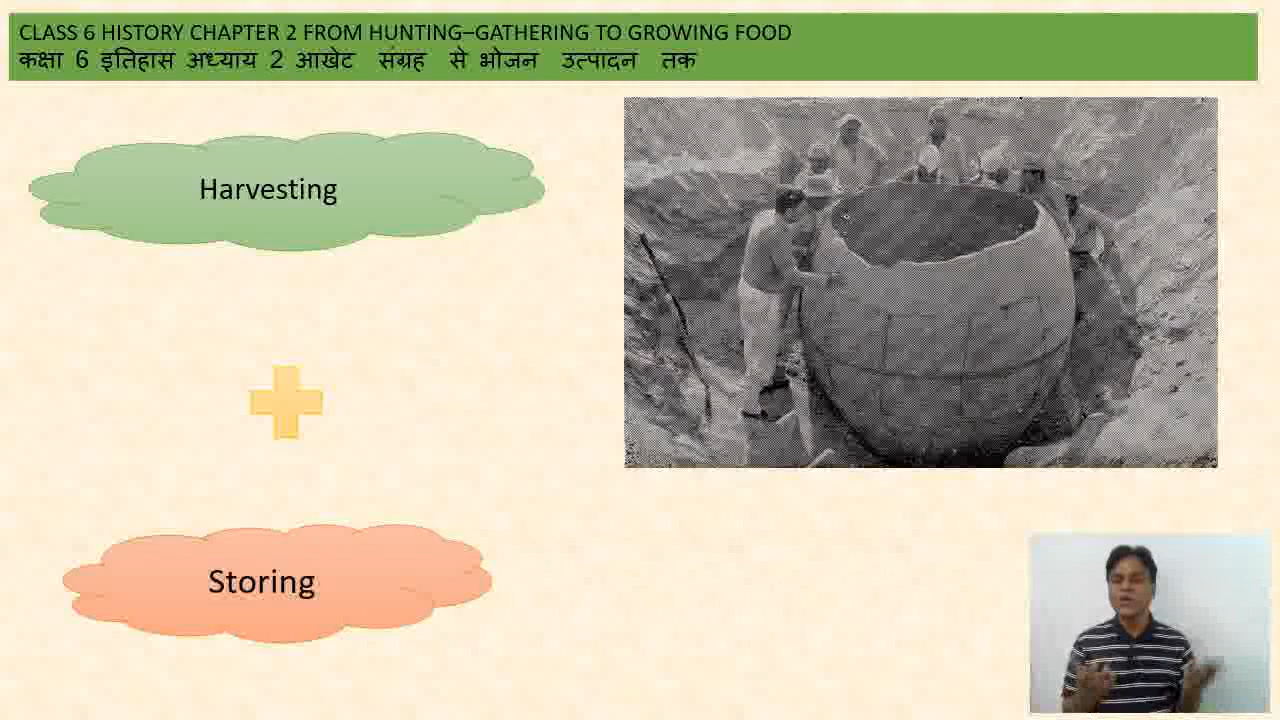 CLASS 6 HISTORY CHAPTER 2 FROM HUNTING–GATHERING TO GROWING FOOD
कक्षा 6 इतिहास अध्याय 2 आखेट संग्रह से भोजन उत्पादन तक
Harvesting
Storing